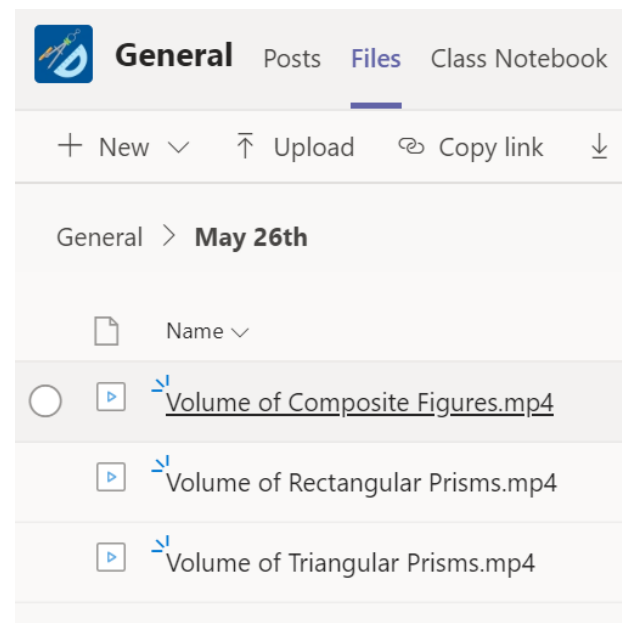 General Posts Files Class Notebook
New Upload Copy link
General > May 26th
Name
Volume of Composite Figures.mp4
Volume of Rectangular Prisms.mp4
Volume of Triangular Prisms.mp4